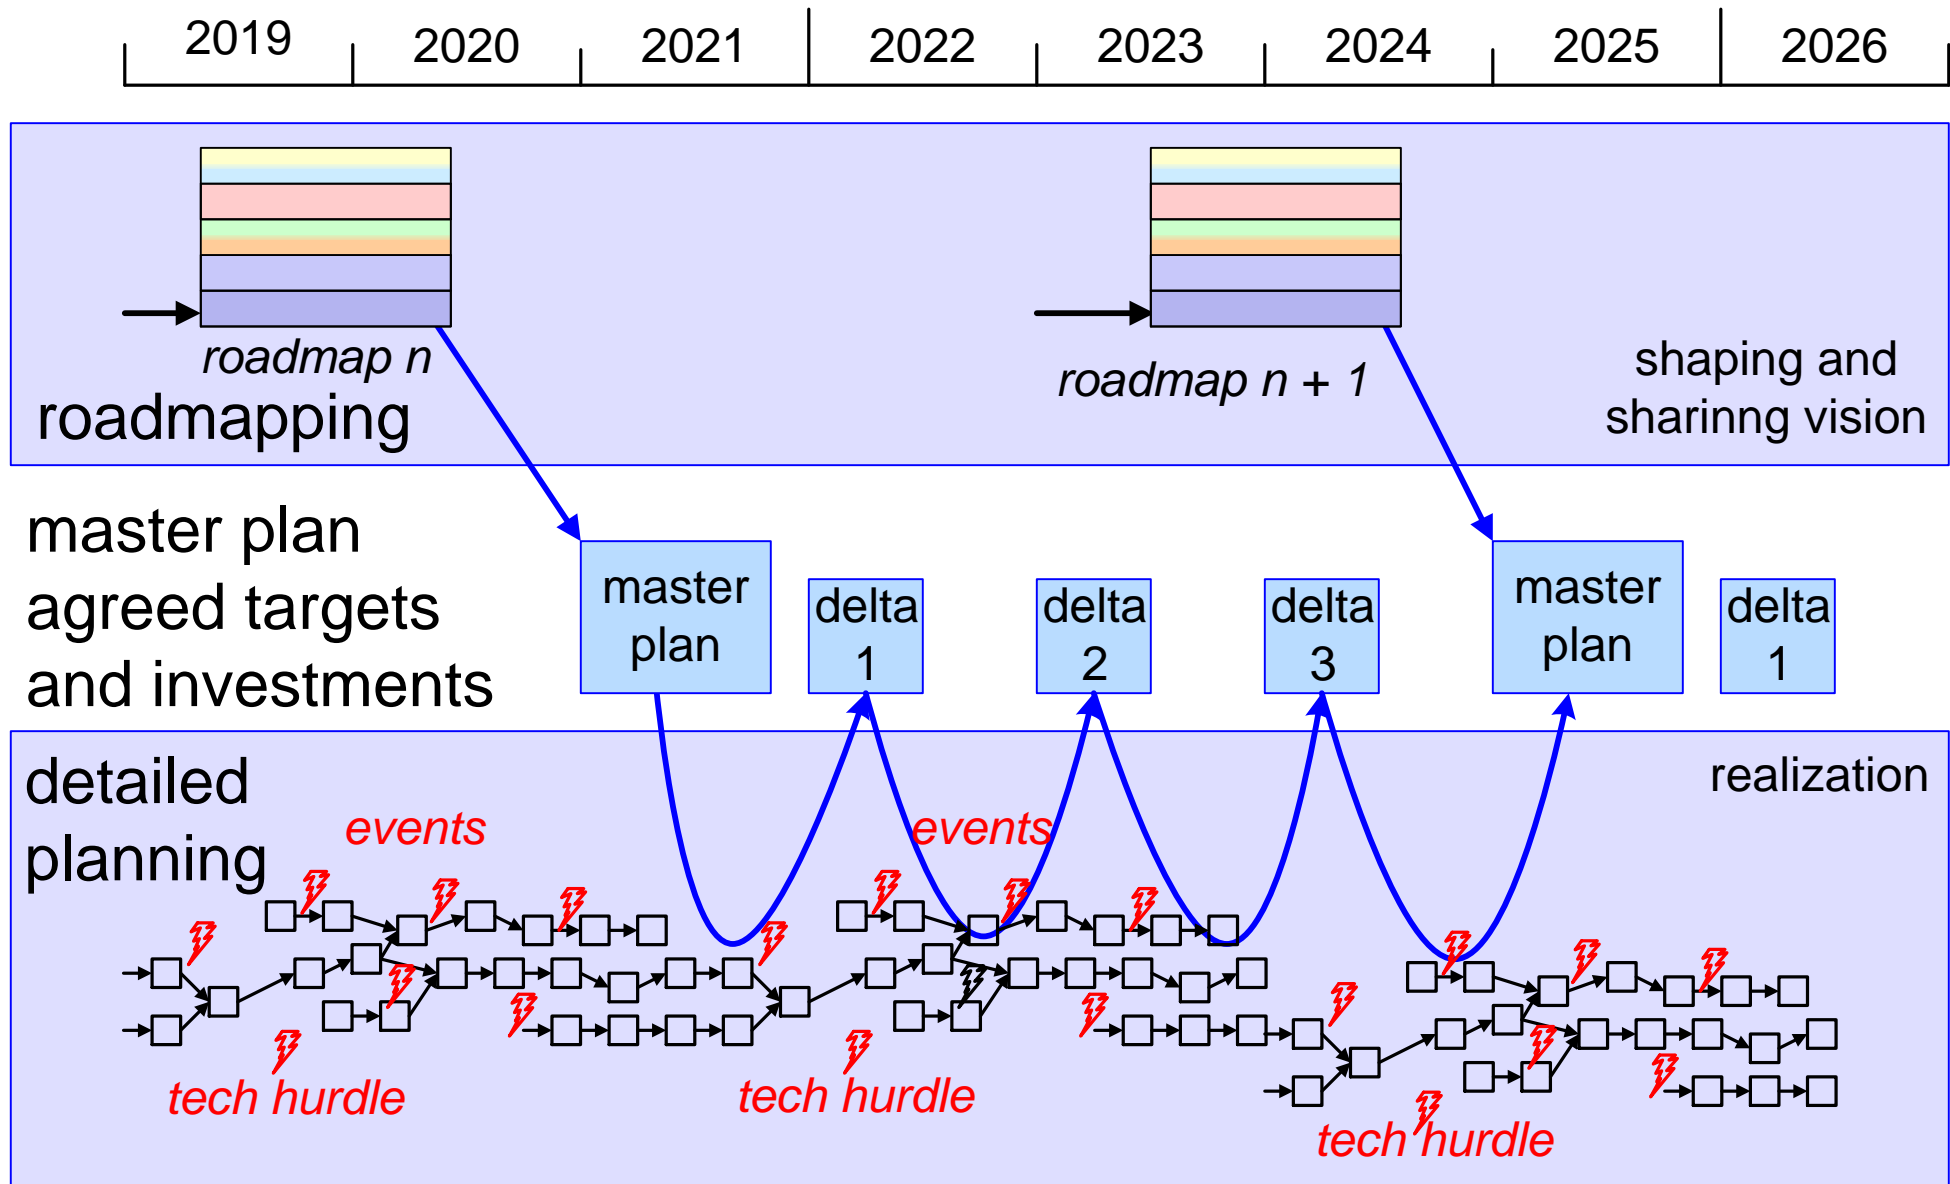 2019 2020 2021 2022 2023 2024 2025 2026
roadmap n
roadmapping
roadmap n + 1
shaping and
sharinng vision
master plan
agreed targets
and investments
master
plan
delta
1
delta
2
delta
3
master
plan
delta
1
detailed
planning
realization
events
events
tech hurdle
tech hurdle
tech hurdle